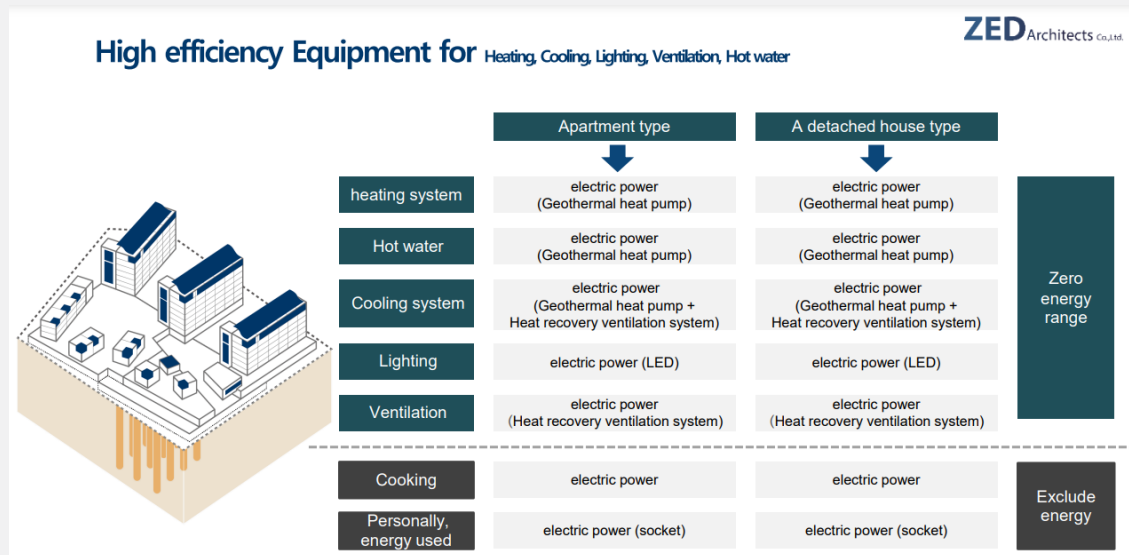 ZED Architects Co,Ltd.
High efficiency Equipment for Heating, Cooling, Lighting, Ventilation, Hot water
Apartment type
A detached house type
heating system
electric power
(Geothermal heat pump)
electric power
(Geothermal heat pump)
Hot water
electric power
(Geothermal heat pump)
electric power
(Geothermal heat pump)
Cooling system
electric power
(Geothermal heat pump +
Heat recovery ventilation system)
electric power
(Geothermal heat pump +
Heat recovery ventilation system)
Lighting
electric power (LED)
electric power (LED)
Ventilation
electric power
(Heat recovery ventilation system)
electric power
(Heat recovery ventilation system)
Zero
energy
range
Cooking
electric power
electric power
Personally,
energy used
electric power (socket)
electric power (socket)
Exclude
energy